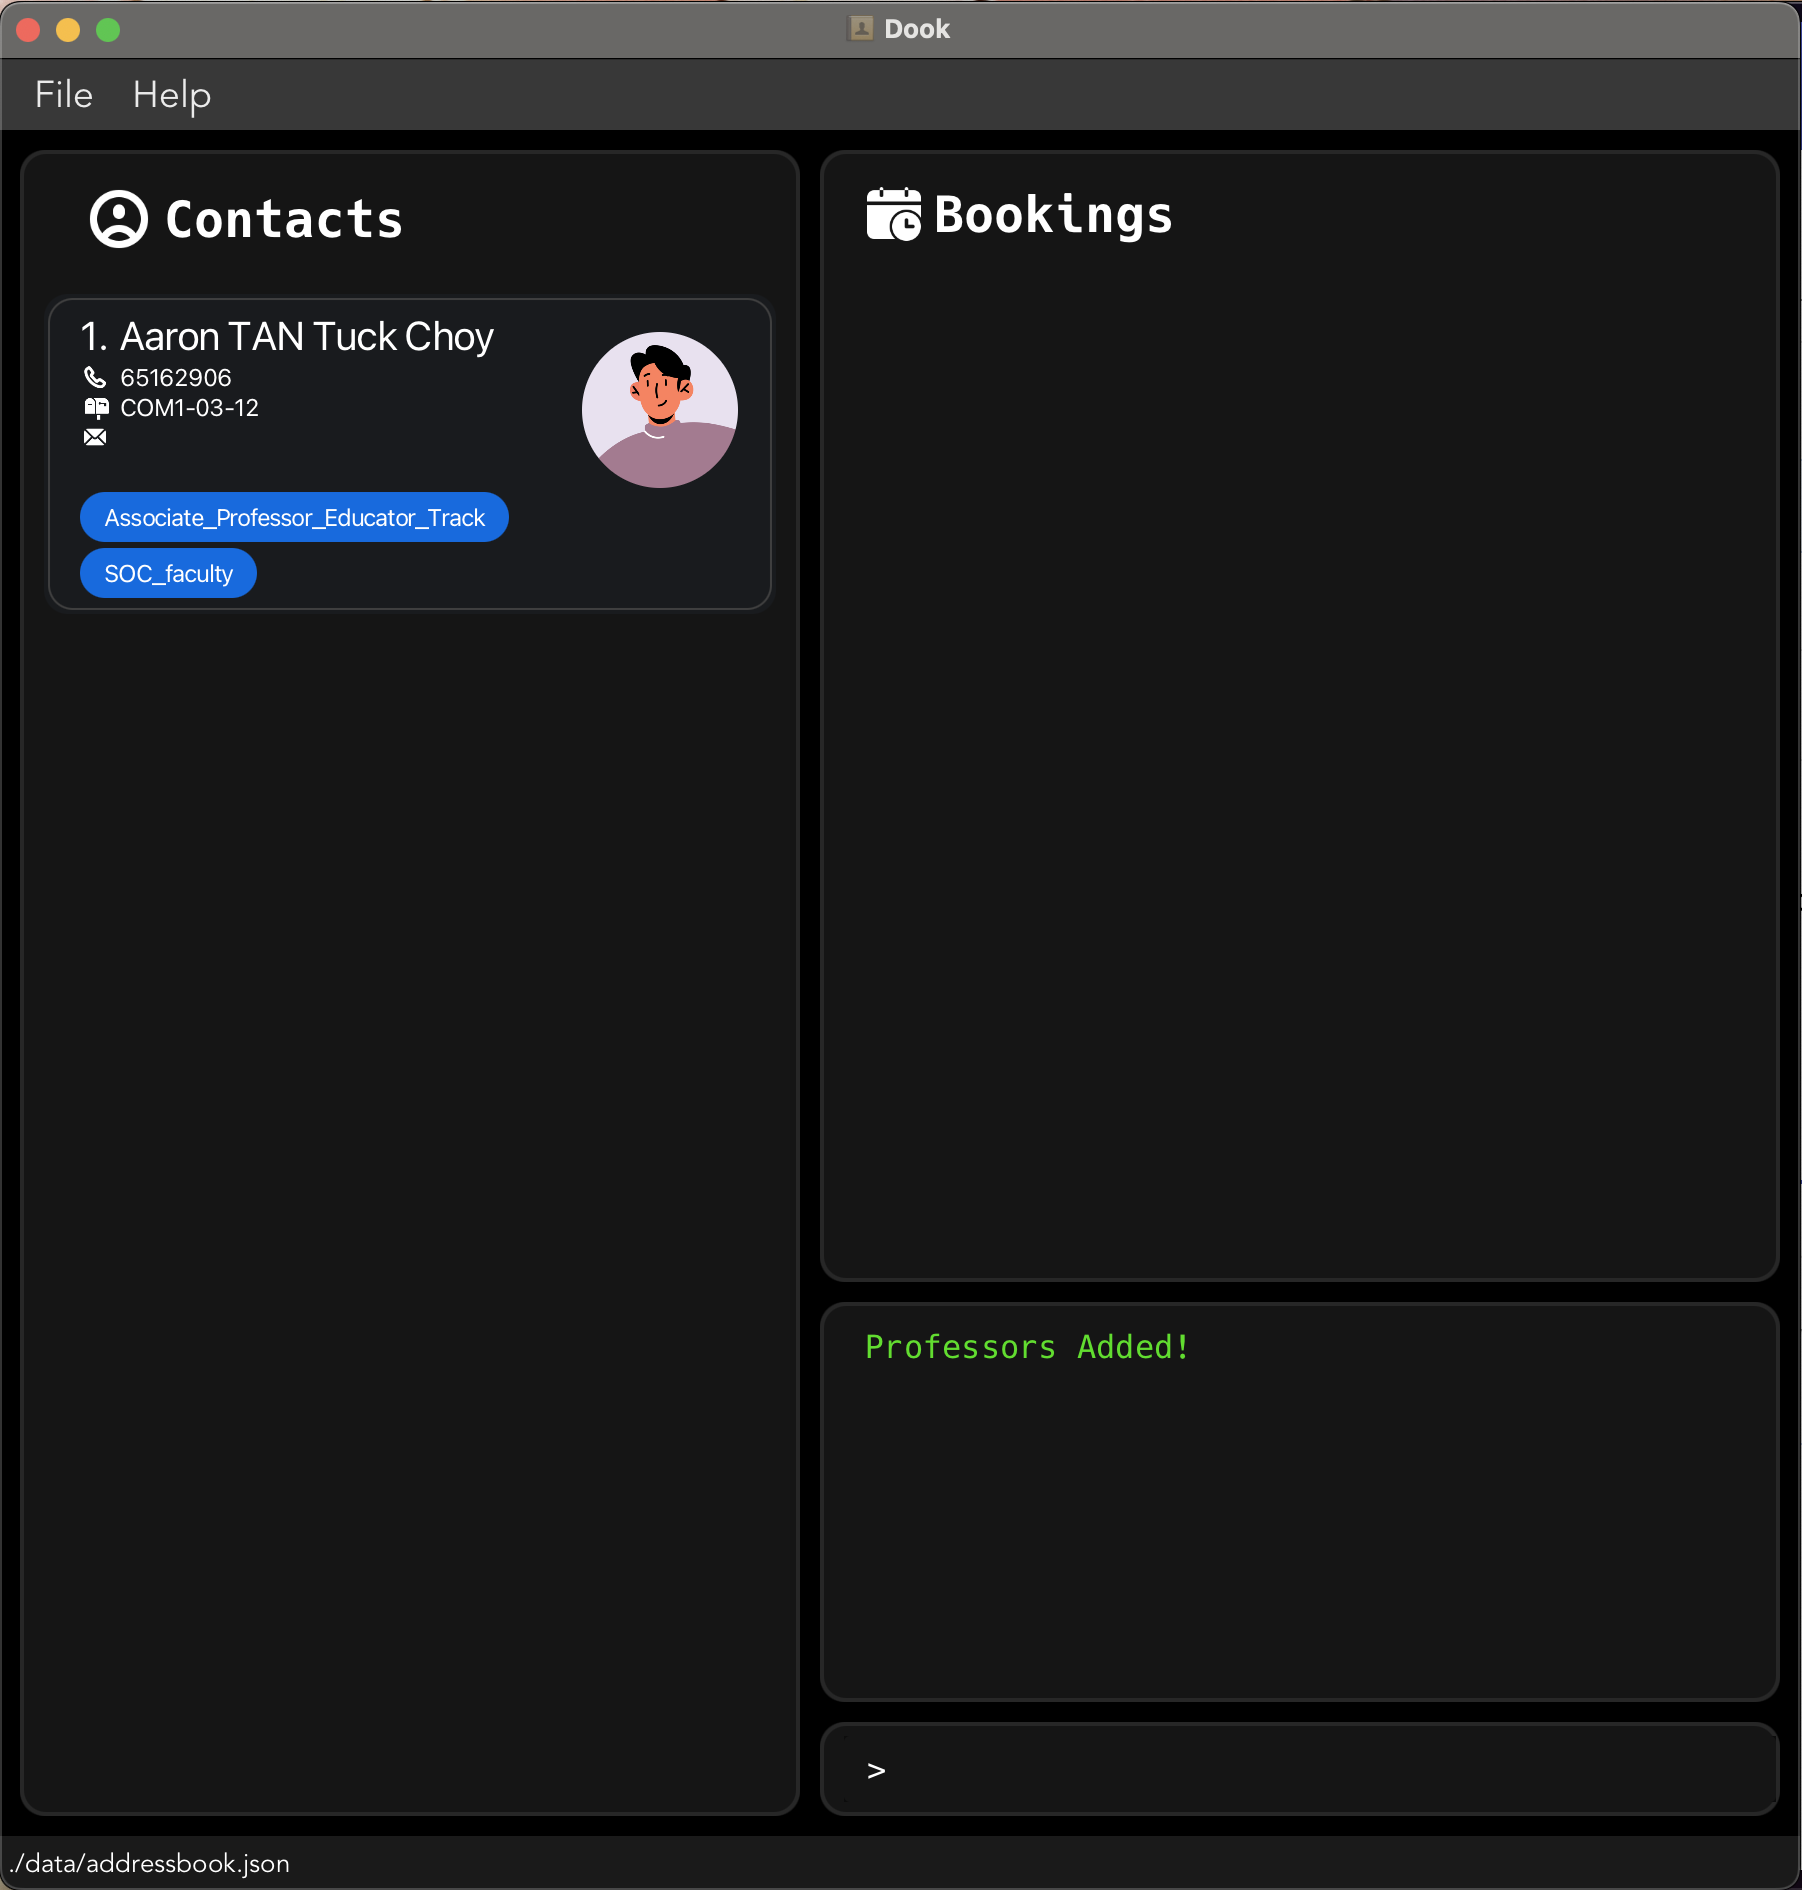 Dook
File Help
Contacts
1. Aaron TAN Tuck Choy
65162906
COM1-03-12
Associate_Professor_Educator_Track
SOC_faculty
Bookings
Professors Added!
>
./data/addressbook.json